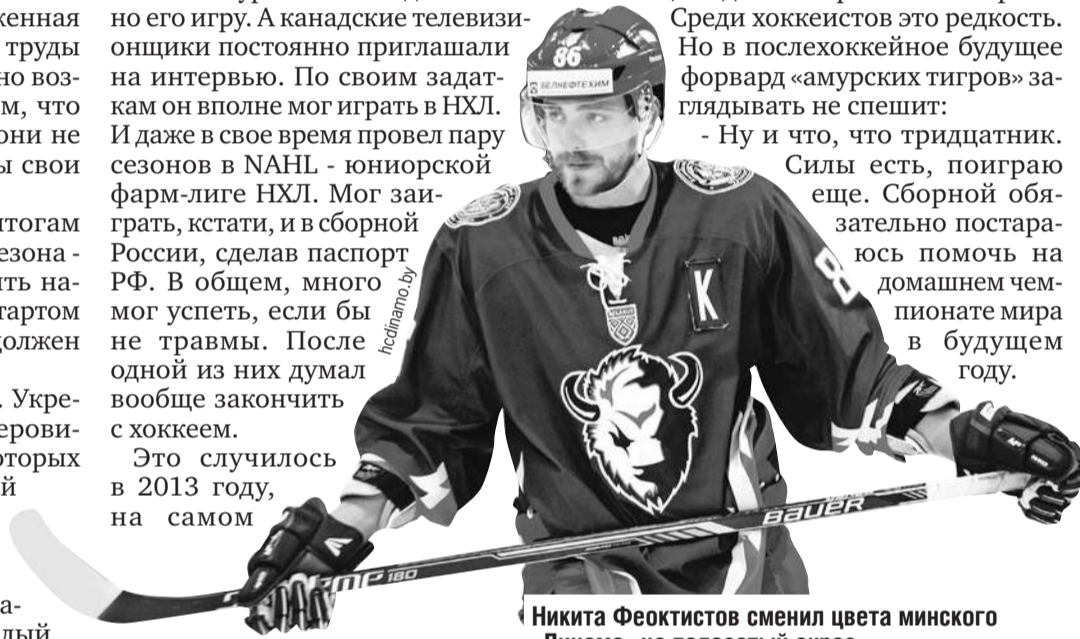 женная
труды
но воз-
м, что
они не
ы свои
итогам
езона -
ть на-
тартом
должен
. Укре-
ерови-
оторых
й
а-
но его игру. А канадские телевизи-
онщики постоянно приглашали
на интервью. По своим задат-
кам он вполне мог играть в НХЛ.
И даже в свое время провел пару
сезонов в NAHL - юниорской
фарм-лиге НХЛ. Мог заи-
грать, кстати, и в сборной
России, сделав паспорт
РФ. В общем, много
мог успеть, если бы
не травмы. После
одной из них думал
вообще закончить
с хоккеем.
Это случилось
в 2013 году,
на самом
hcdinamo.by
86
БЕЛНЕФТЕХИМ
K
8
BELARUS
BAUER
180
Среди хоккеистов это редкость.
Но в послехоккейное будущее
форвард «амурских тигров» за-
глядывать не спешит:
- Ну и что, что тридцатник.
Силы есть, поиграю
еще. Сборной обя-
зательно постара-
юсь помочь на
домашнем чем-
пионате мира
в будущем
году.
Никита Феоктистов сменил цвета минского